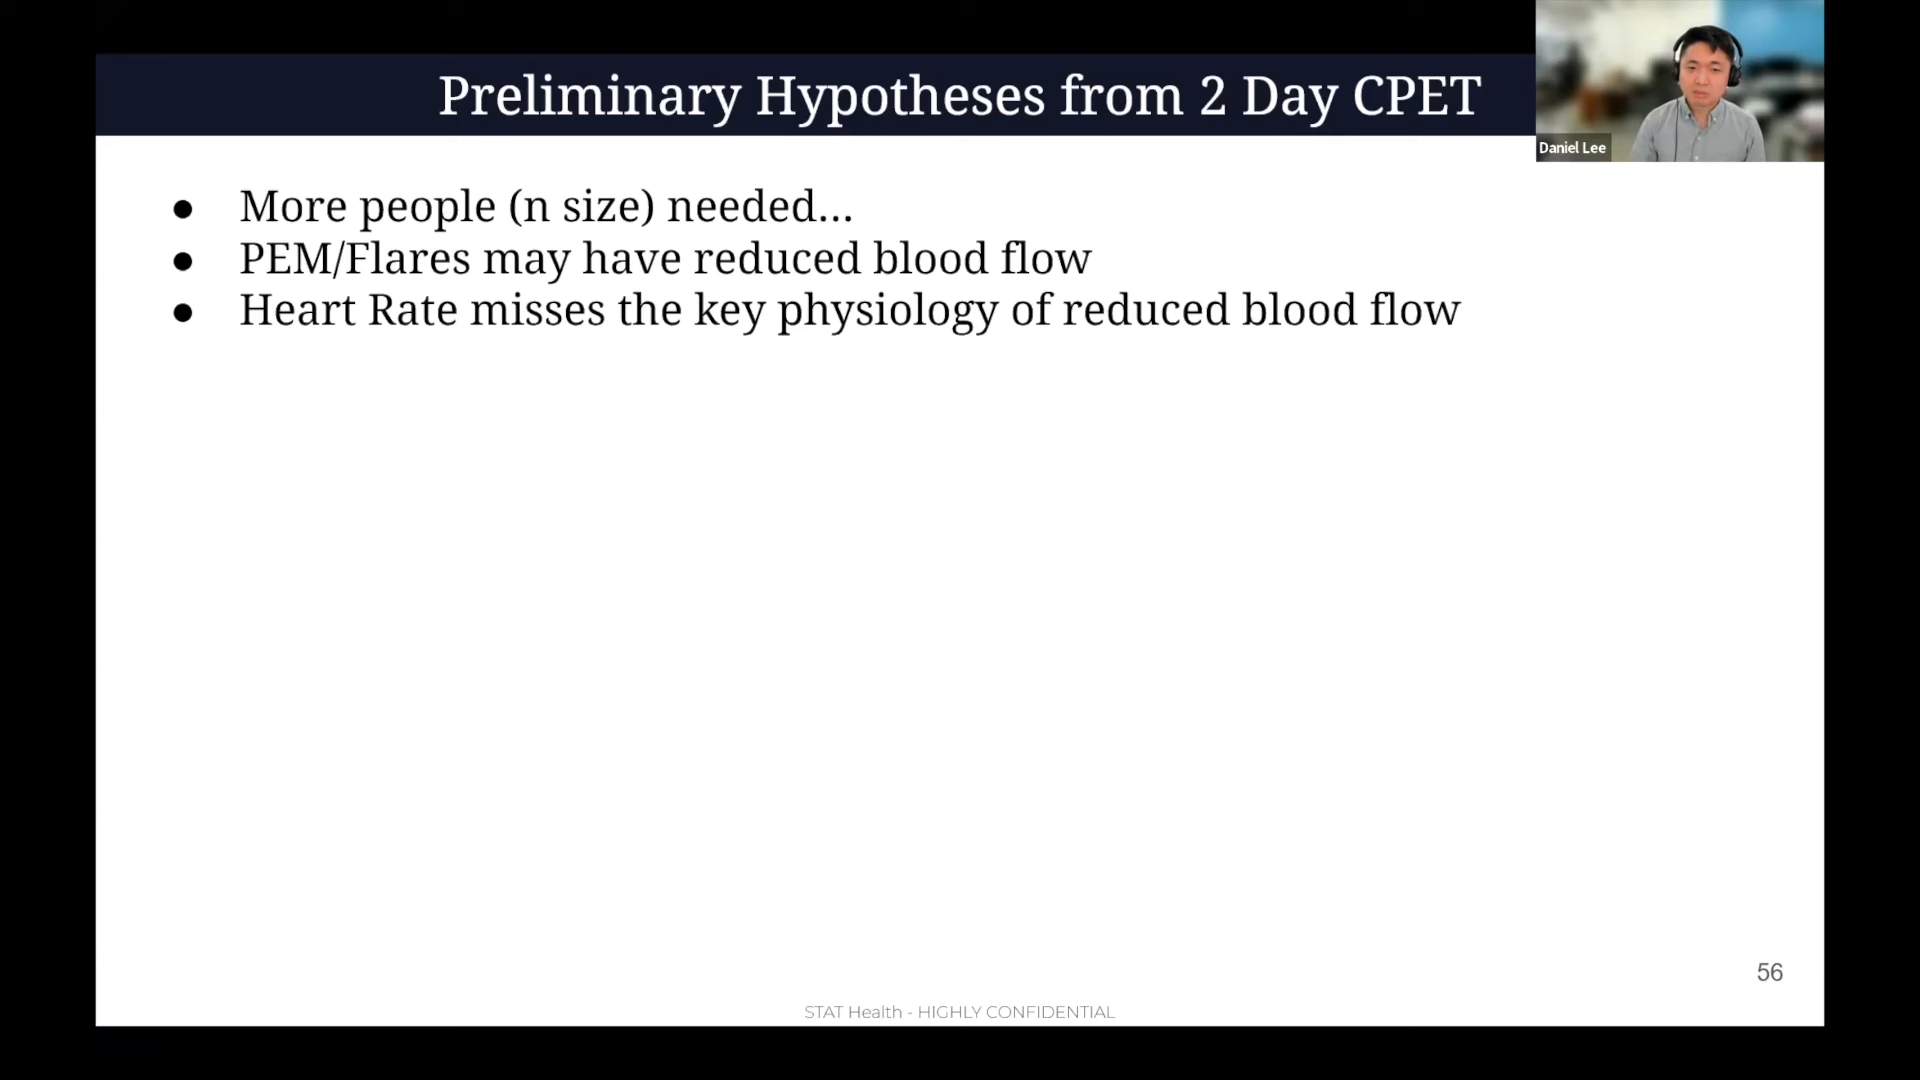 Preliminary Hypotheses from 2 Day CPET
Daniel Lee
● More people (n size) needed...
● PEM/Flares may have reduced blood flow
● Heart Rate misses the key physiology of reduced blood flow
56
STAT Health - HIGHLY CONFIDENTIAL